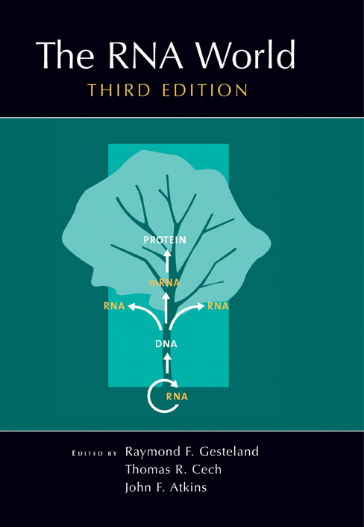 The RNA World
THIRD EDITION
PROTEIN
mRNA
RNA RNA
DNA
RNA
EDITED BY Raymond F. Gesteland
Thomas R. Cech
John F. Atkins